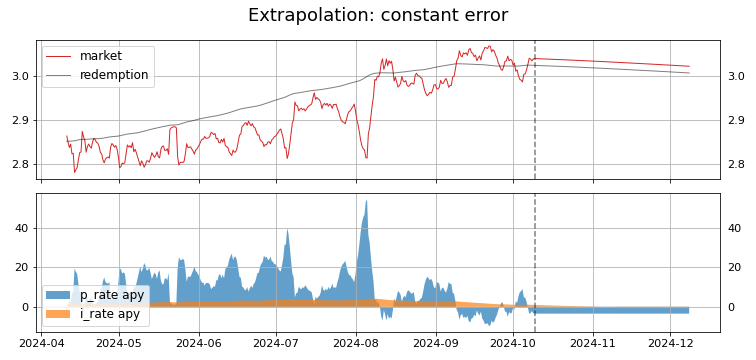 Extrapolation: constant error
market
redemption
3.0 3.0
2.9 2.9
2.8 2.8
40 40
20 20
0 0
p_rate apy
i_rate apy
2024-04 2024-05 2024-06 2024-07 2024-08 2024-09 2024-10 2024-11 2024-12